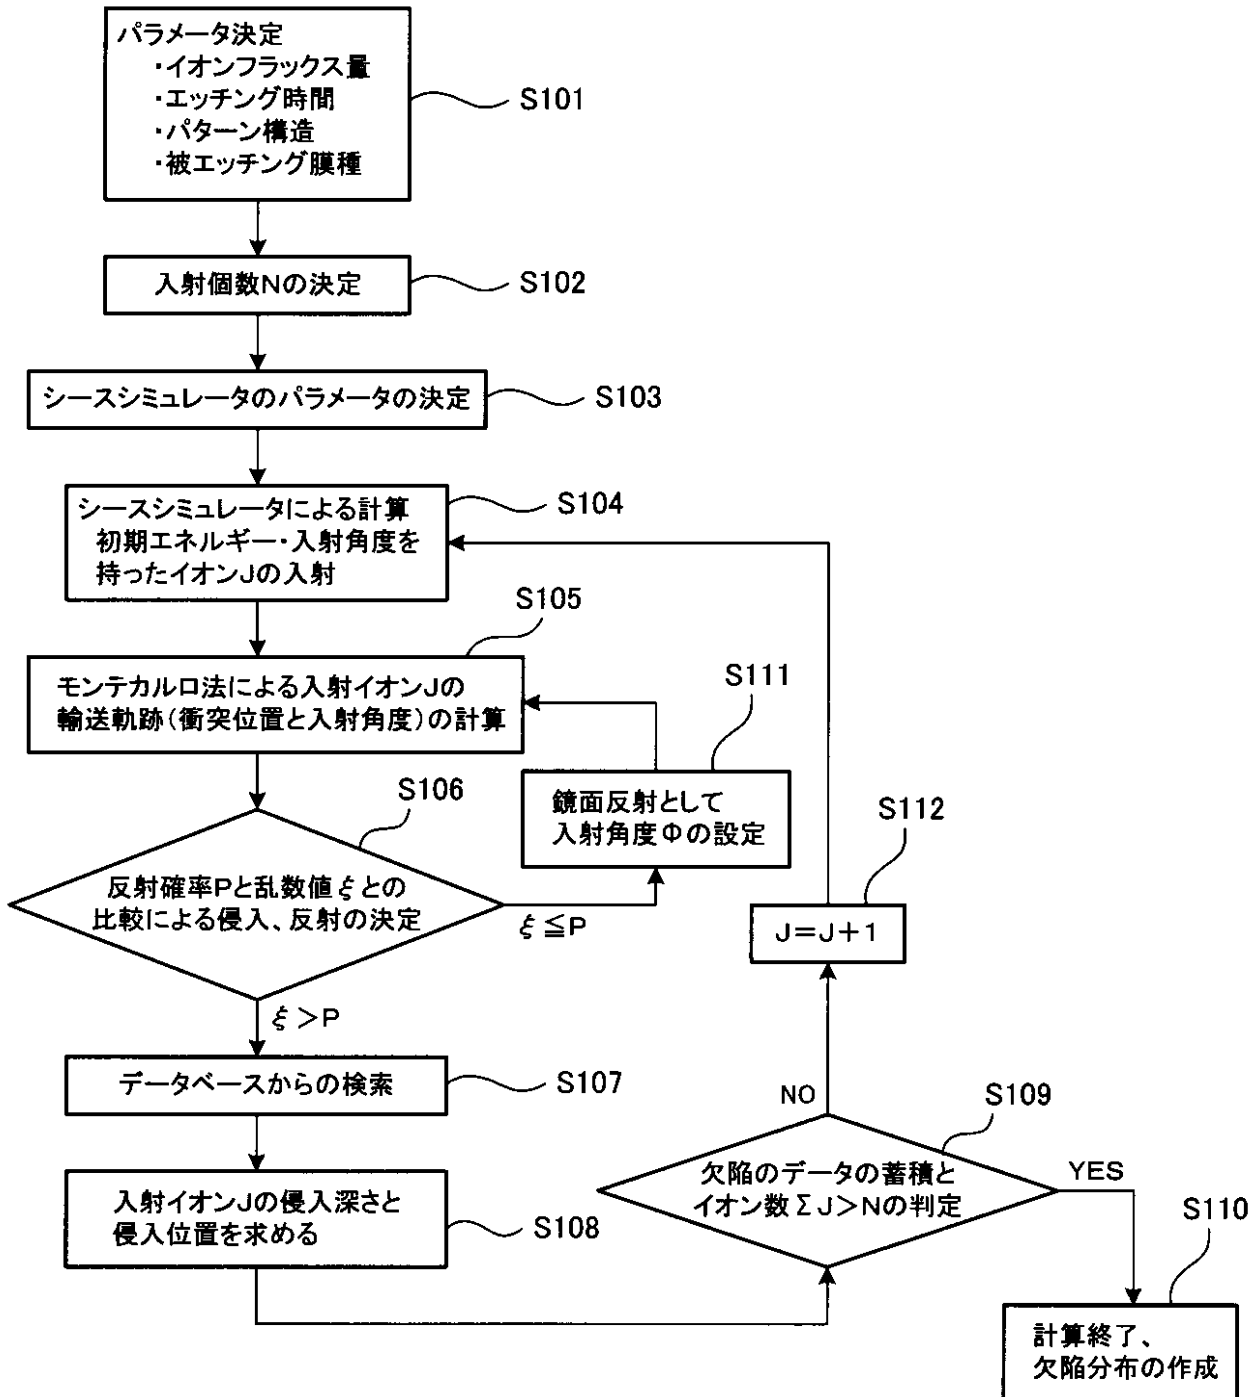 パラメータ決定
・イオンフラックス量
・エッチング時間
・パターン構造
・被エッチング膜種
S101
入射個数Nの決定
S102
シースシミュレータのパラメータの決定
S103
シースシミュレータによる計算
初期エネルギー・入射角度を
持ったイオンJの入射
S104
S105
モンテカルロ法による入射イオンJの
輸送軌跡(衝突位置と入射角度)の計算
S111
鏡面反射として
入射角度Φの設定
S106
反射確率Pと乱数値ξとの
比較による侵入、反射の決定
ξ≦P
S112
J=J+1
ξ>P
データベースからの検索
S107
NO
S109
欠陥のデータの蓄積と
イオン数ΣJ>Nの判定
YES
入射イオンJの侵入深さと
侵入位置を求める
S108
S110
計算終了、
欠陥分布の作成